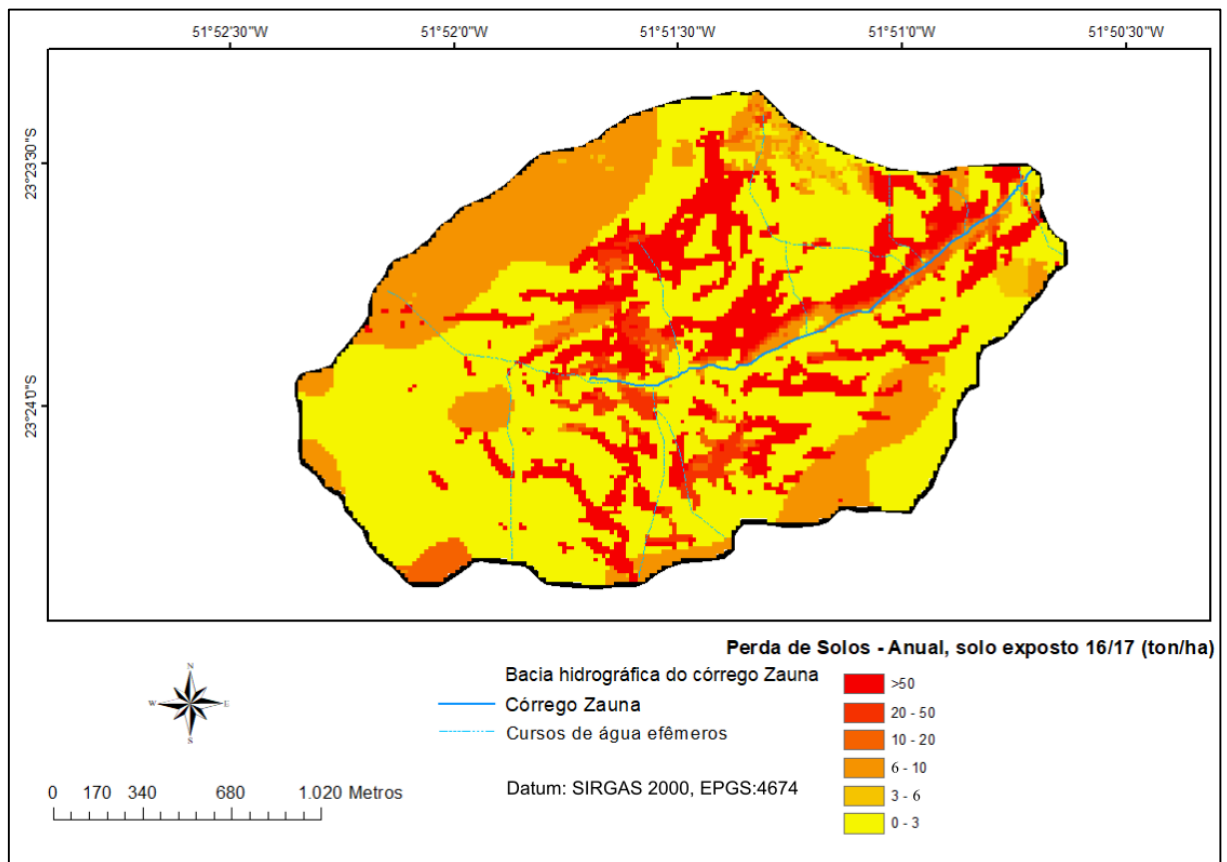 51°52'30"W 51°52'0"W 51°51'30"W 51°51'0"W 51°50'30"W
23°23'30"S
23°24'0"S
Perda de Solos - Anual, solo exposto 16/17 (ton/ha)
Bacia hidrográfica do córrego Zauna
Córrego Zauna
Cursos de água efêmeros
Datum: SIRGAS 2000, EPGS:4674
>50
20 - 50
10 - 20
6 - 10
3 - 6
0 - 3
N
W E
S
0 170 340 680 1.020 Metros